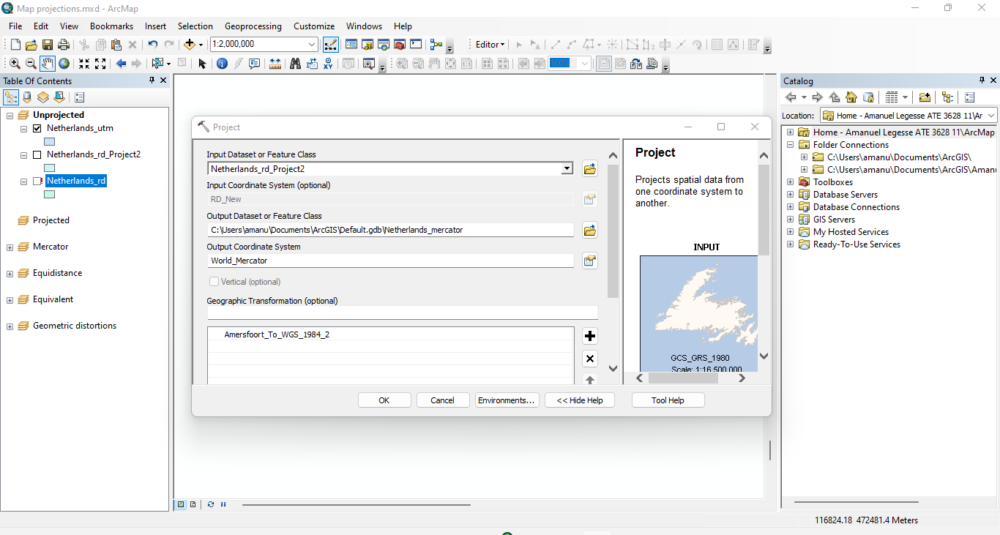 Map projections.mxd - ArcMap
File Edit View Bookmarks Insert Selection Geoprocessing Customize Windows Help
1:2,000,000
Editor
100%
Table Of Contents
Unprojected
Netherlands_utm
Netherlands_rd_Project2
Netherlands_rd
Projected
Mercator
Equidistance
Equivalent
Geometric distortions
Project
Input Dataset or Feature Class
Netherlands_rd_Project2
Input Coordinate System (optional)
RD_New
Output Dataset or Feature Class
C:\Users\amanu\Documents\ArcGIS\Default.gdb\Netherlands_mercator
Output Coordinate System
World_Mercator
Vertical (optional)
Geographic Transformation (optional)
Amersfoort_To_WGS_1984_2
OK Cancel Environments... << Hide Help Tool Help
Project
Projects spatial data from
one coordinate system to
another.
INPUT
GCS_GRS_1980
Scale: 1:16 500 000
Catalog
Location: Home - Amanuel Legesse ATE 3628 11\Ar
Home - Amanuel Legesse ATE 3628 11\ArcMap
Folder Connections
C:\Users\amanu\Documents\ArcGIS\
C:\Users\amanu\Documents\ArcGIS\Amanu
Toolboxes
Database Servers
Database Connections
GIS Servers
My Hosted Services
Ready-To-Use Services
116824.18 472481.4 Meters